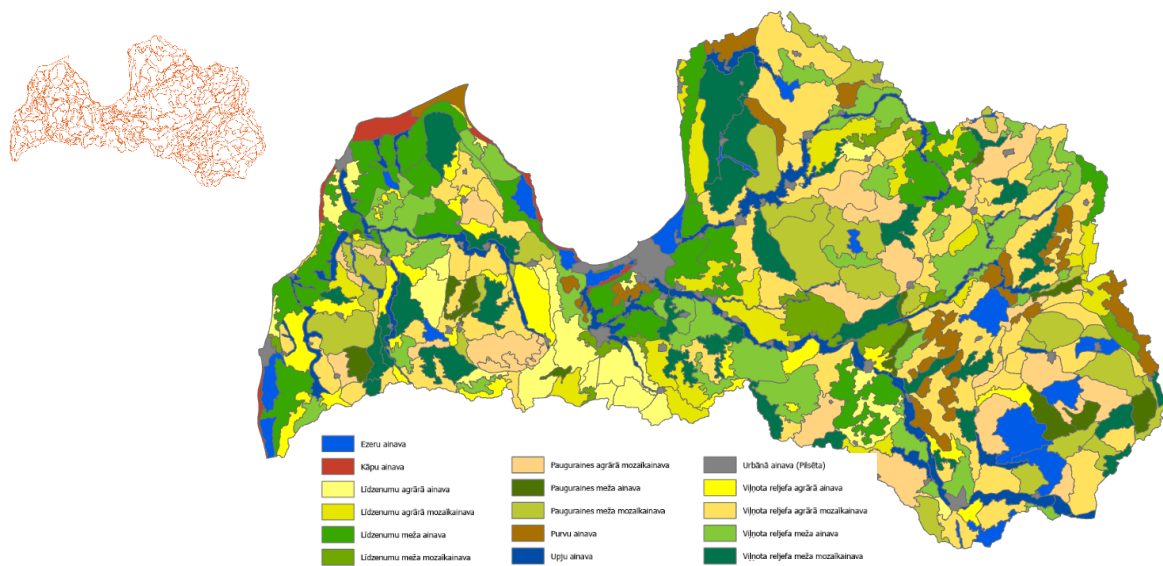 Ezeru ainava
Kāpu ainava
Līdzenumu agrārā ainava
Līdzenumu agrārā mozaīkainava
Līdzenumu meža ainava
Līdzenumu meža mozaīkainava
Pauguraines agrārā mozaīkainava
Pauguraines meža ainava
Pauguraines meža mozaīkainava
Purvu ainava
Upju ainava
Urbānā ainava (Pilsēta)
Viļņota reljefa agrārā ainava
Viļņota reljefa agrārā mozaīkainava
Viļņota reljefa meža ainava
Viļņota reljefa meža mozaīkainava